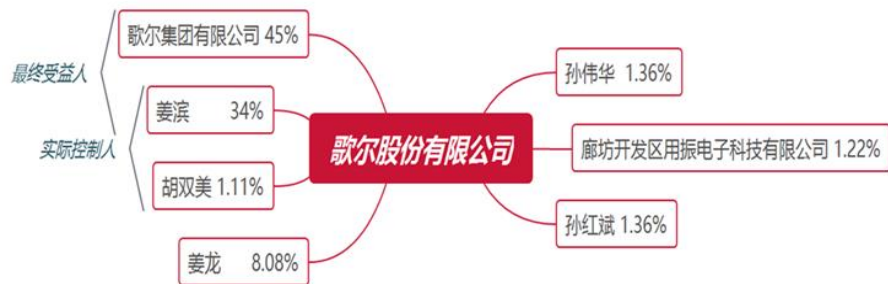 歌尔集团有限公司 45%
最终受益人
姜滨 34%
实际控制人
胡双美 1.11%
姜龙 8.08%
歌尔股份有限公司
孙伟华 1.36%
廊坊开发区用振电子科技有限公司 1.22%
孙红斌 1.36%